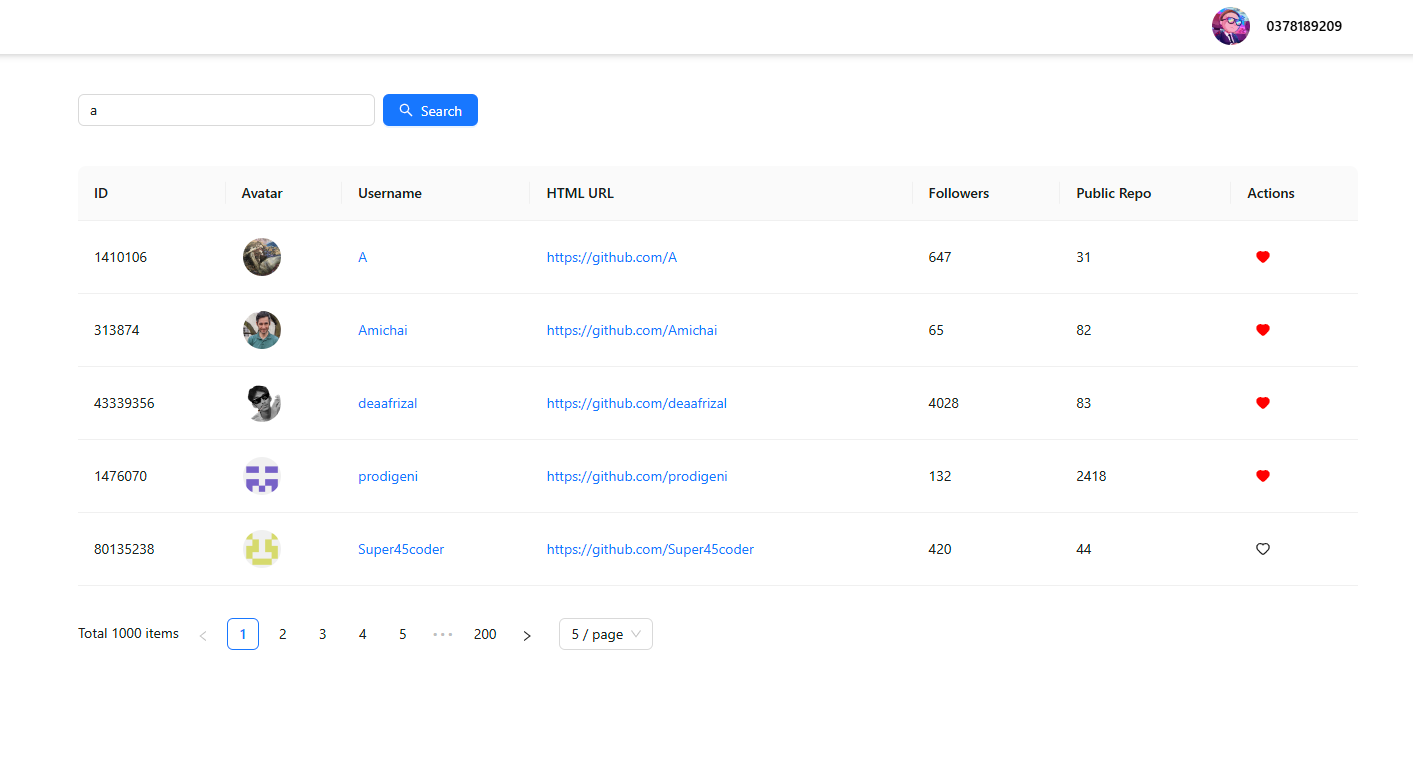 0378189209
a Search
ID Avatar Username HTML URL Followers Public Repo Actions
1410106 A https://github.com/A 647 31
313874 Amichai https://github.com/Amichai 65 82
43339356 deaafrizal https://github.com/deaafrizal 4028 83
1476070 prodigeni https://github.com/prodigeni 132 2418
80135238 Super45coder https://github.com/Super45coder 420 44
Total 1000 items < 1 2 3 4 5 ••• 200 > 5 / page